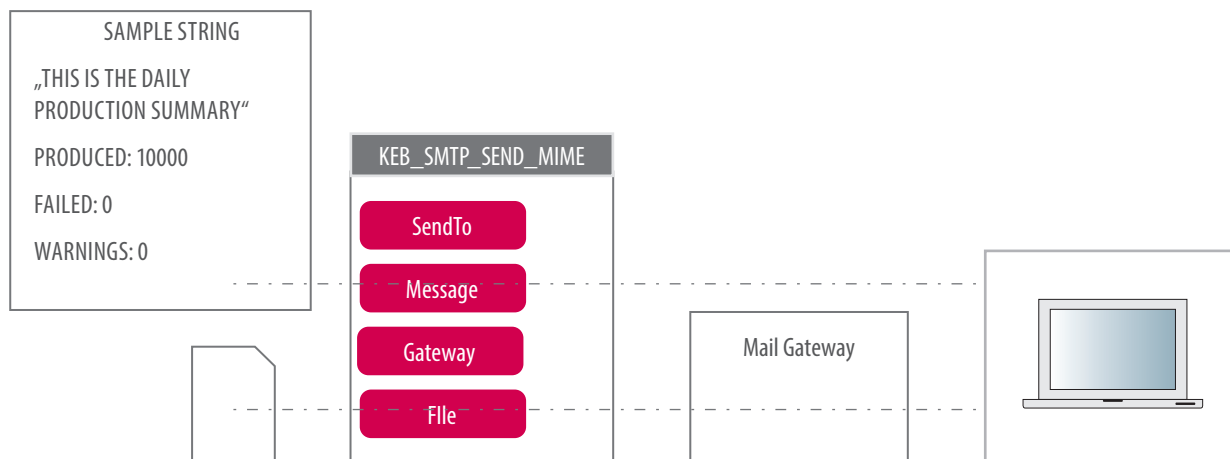 SAMPLE STRING
„THIS IS THE DAILY
PRODUCTION SUMMARY“
PRODUCED: 10000
FAILED: 0
WARNINGS: 0
KEB_SMTP_SEND_MIME
SendTo
Message
Gateway
FIle
Mail Gateway